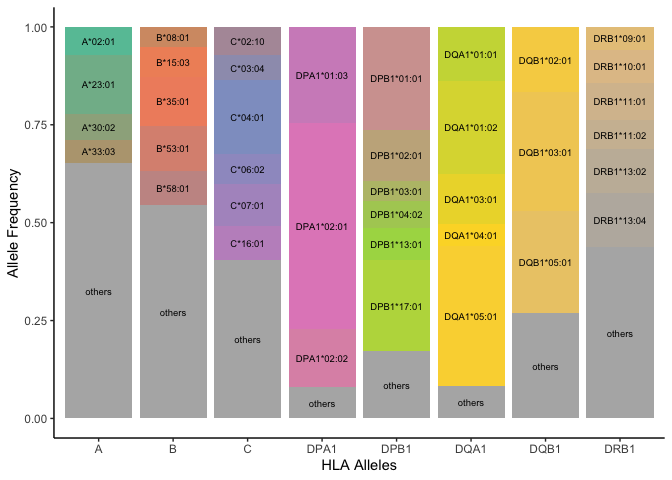 1.00
0.75
0.50
0.25
0.00
Allele Frequency
A*02:01
A*23:01
A*30:02
A*33:03
others
B*08:01
B*15:03
B*35:01
B*53:01
B*58:01
others
C*02:10
C*03:04
C*04:01
C*06:02
C*07:01
C*16:01
others
DPA1*01:03
DPA1*02:01
DPA1*02:02
others
DPB1*01:01
DPB1*02:01
DPB1*03:01
DPB1*04:02
DPB1*13:01
DPB1*17:01
others
DQA1*01:01
DQA1*01:02
DQA1*03:01
DQA1*04:01
DQA1*05:01
others
DQB1*02:01
DQB1*03:01
DQB1*05:01
others
DRB1*09:01
DRB1*10:01
DRB1*11:01
DRB1*11:02
DRB1*13:02
DRB1*13:04
others
A B C DPA1 DPB1 DQA1 DQB1 DRB1
HLA Alleles